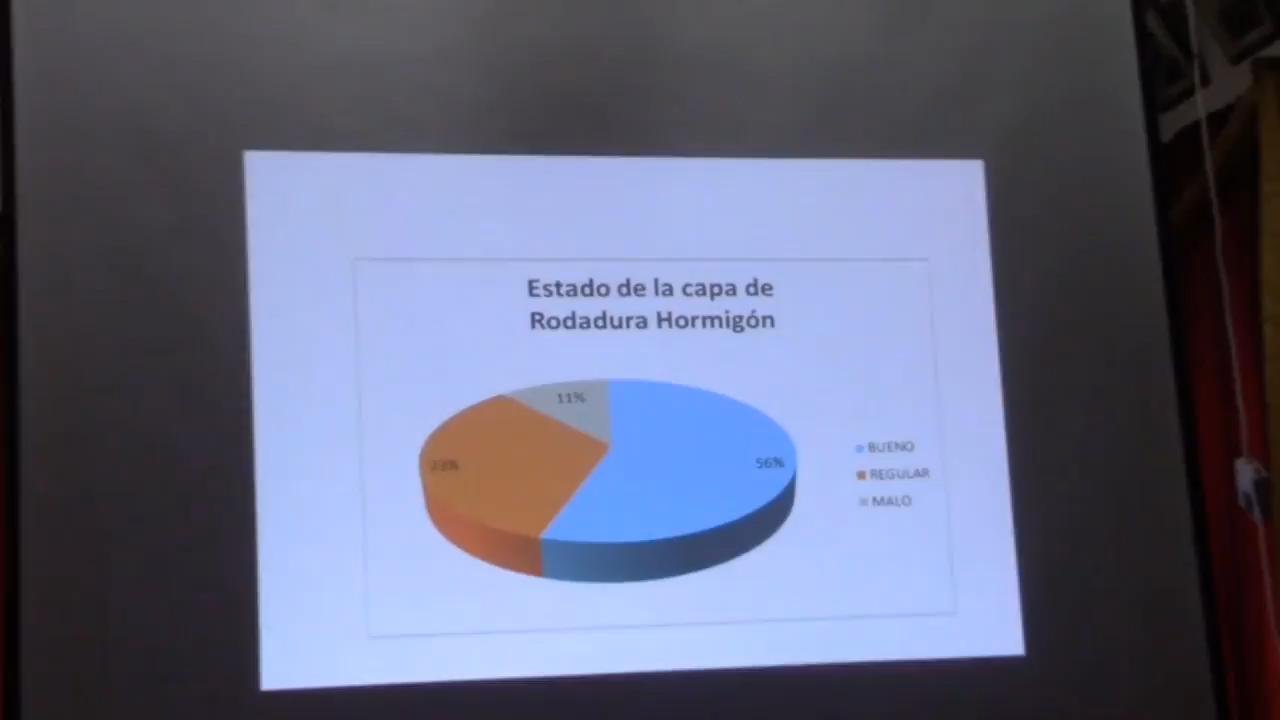 Estado de la capa de
Rodadura Hormigón
11%
56%
BUENO
REGULAR
MALO